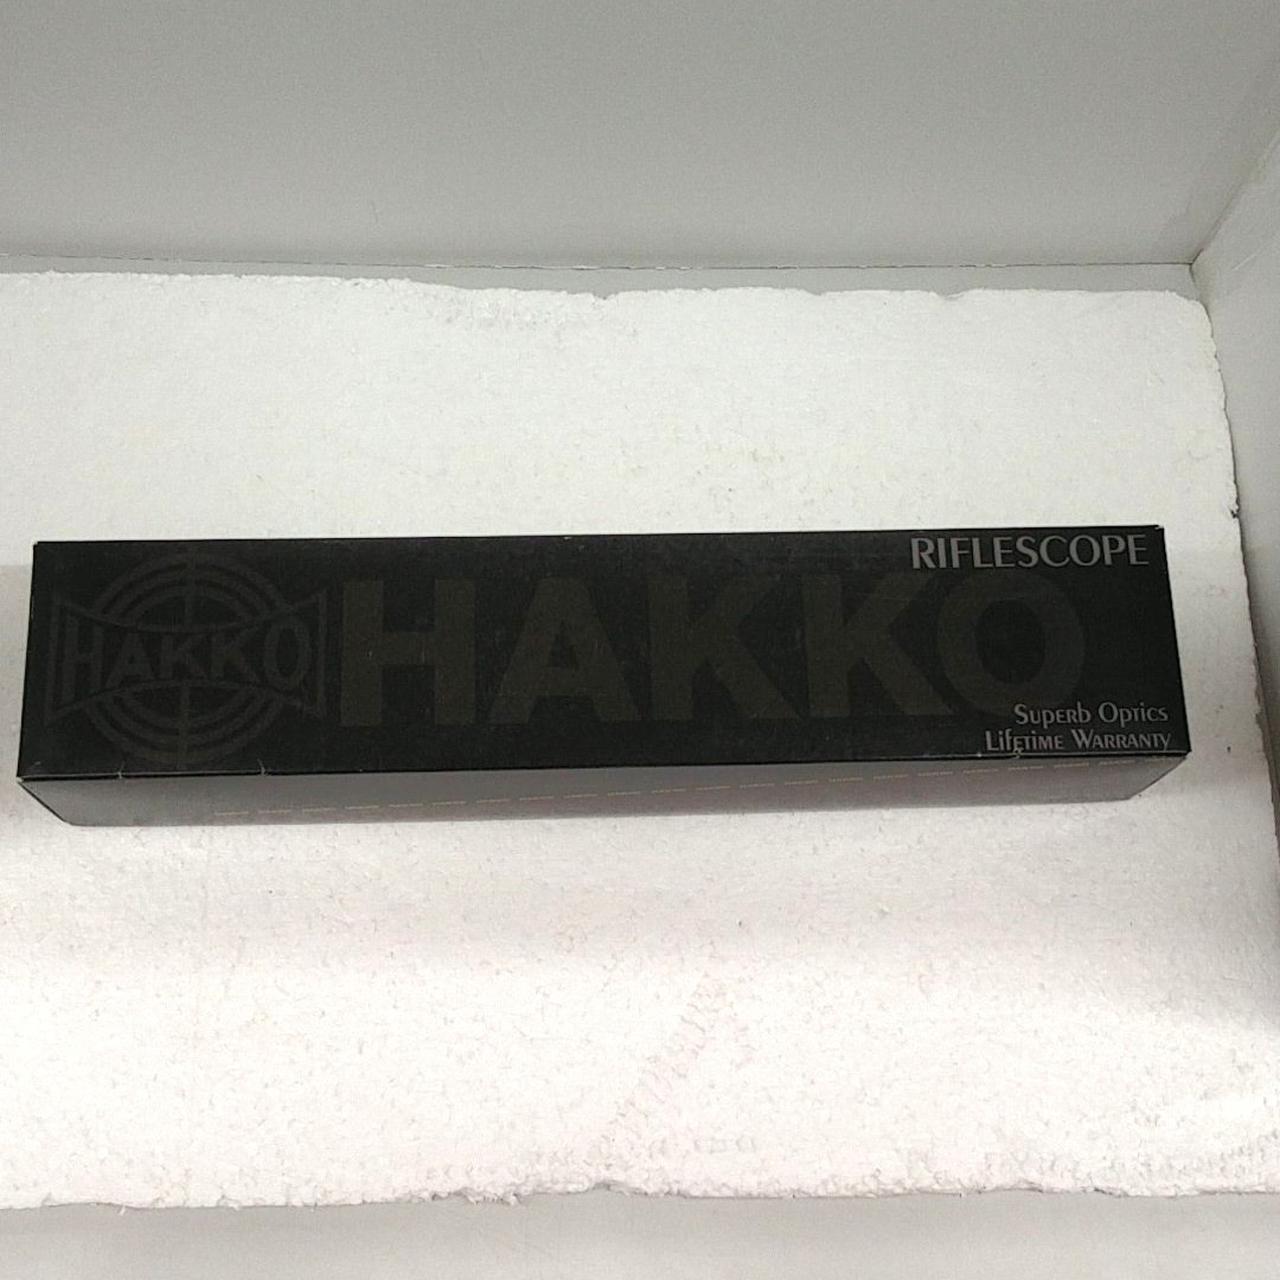 RIFLESCOPE
HAKKO
HAKKO
Superb Optics
Lifetime Warranty